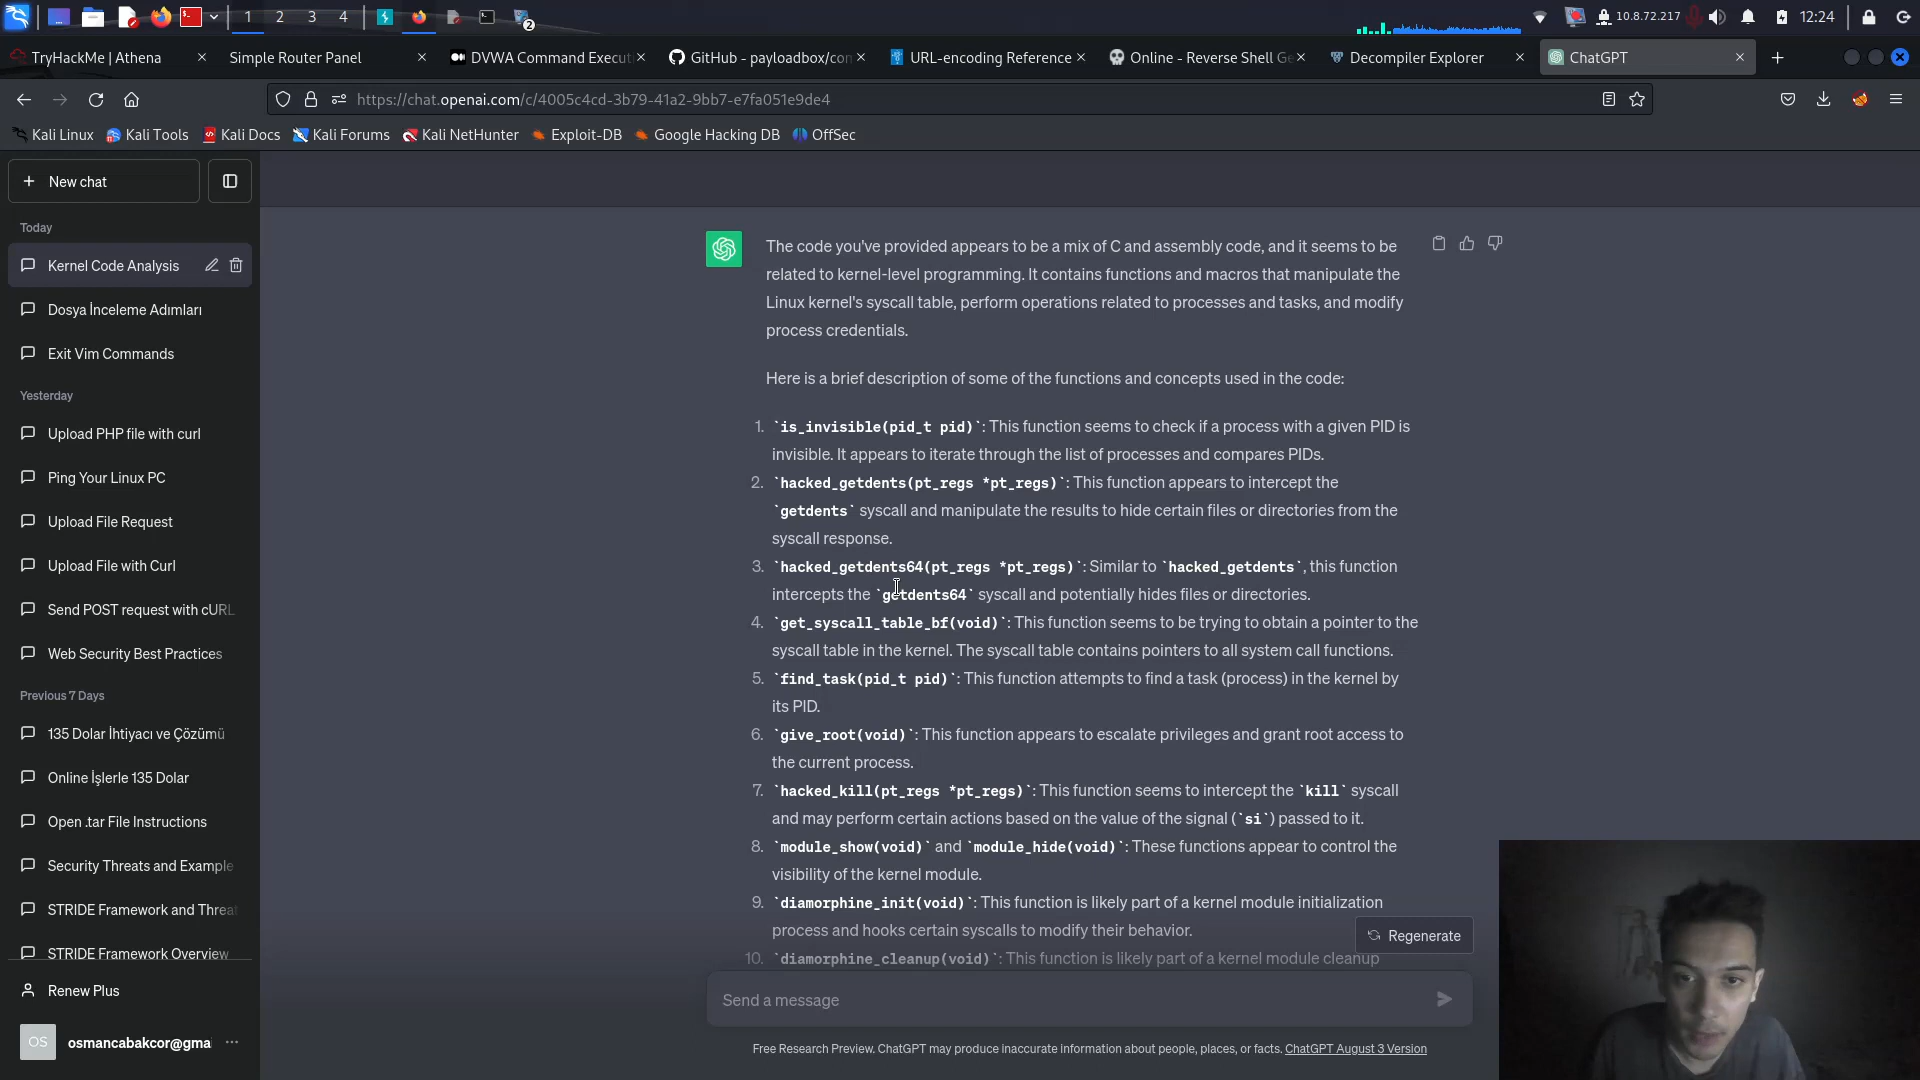 1 2 3 4 2 10.8.72.217 12:24
TryHackMe | Athena Simple Router Panel DVWA Command Execut GitHub - payloadbox/con URL-encoding Reference Online - Reverse Shell Ge Decompiler Explorer ChatGPT
https://chat.openai.com/c/4005c4cd-3b79-41a2-9bb7-e7fa051e9de4
Kali Linux Kali Tools Kali Docs Kali Forums Kali NetHunter Exploit-DB Google Hacking DB OffSec
New chat
Today
Kernel Code Analysis
Dosya İnceleme Adımları
Exit Vim Commands
Yesterday
Upload PHP file with curl
Ping Your Linux PC
Upload File Request
Upload File with Curl
Send POST request with cURL
Web Security Best Practices
Previous 7 Days
135 Dolar İhtiyacı ve Çözümü
Online İşlerle 135 Dolar
Open .tar File Instructions
Security Threats and Example
STRIDE Framework and Threat
STRIDE Framework Overview
Renew Plus
OS osmancabakcor@gma
The code you've provided appears to be a mix of C and assembly code, and it seems to be
related to kernel-level programming. It contains functions and macros that manipulate the
Linux kernel's syscall table, perform operations related to processes and tasks, and modify
process credentials.
Here is a brief description of some of the functions and concepts used in the code:
1. `is_invisible(pid_t pid)`: This function seems to check if a process with a given PID is
invisible. It appears to iterate through the list of processes and compares PIDs.
2. `hacked_getdents(pt_regs *pt_regs)`: This function appears to intercept the
`getdents` syscall and manipulate the results to hide certain files or directories from the
syscall response.
3. `hacked_getdents64(pt_regs *pt_regs)`: Similar to `hacked_getdents`, this function
intercepts the `getdents64` syscall and potentially hides files or directories.
4. `get_syscall_table_bf(void)`: This function seems to be trying to obtain a pointer to the
syscall table in the kernel. The syscall table contains pointers to all system call functions.
5. `find_task(pid_t pid)`: This function attempts to find a task (process) in the kernel by
its PID.
6. `give_root(void)`: This function appears to escalate privileges and grant root access to
the current process.
7. `hacked_kill(pt_regs *pt_regs)`: This function seems to intercept the `kill` syscall
and may perform certain actions based on the value of the signal (`si`) passed to it.
8. `module_show(void)` and `module_hide(void)`: These functions appear to control the
visibility of the kernel module.
9. `diamorphine_init(void)`: This function is likely part of a kernel module initialization
process and hooks certain syscalls to modify their behavior.
10. `diamorphine_cleanup(void)`: This function is likely part of a kernel module cleanup
Regenerate
Send a message
Free Research Preview. ChatGPT may produce inaccurate information about people, places, or facts. ChatGPT August 3 Version